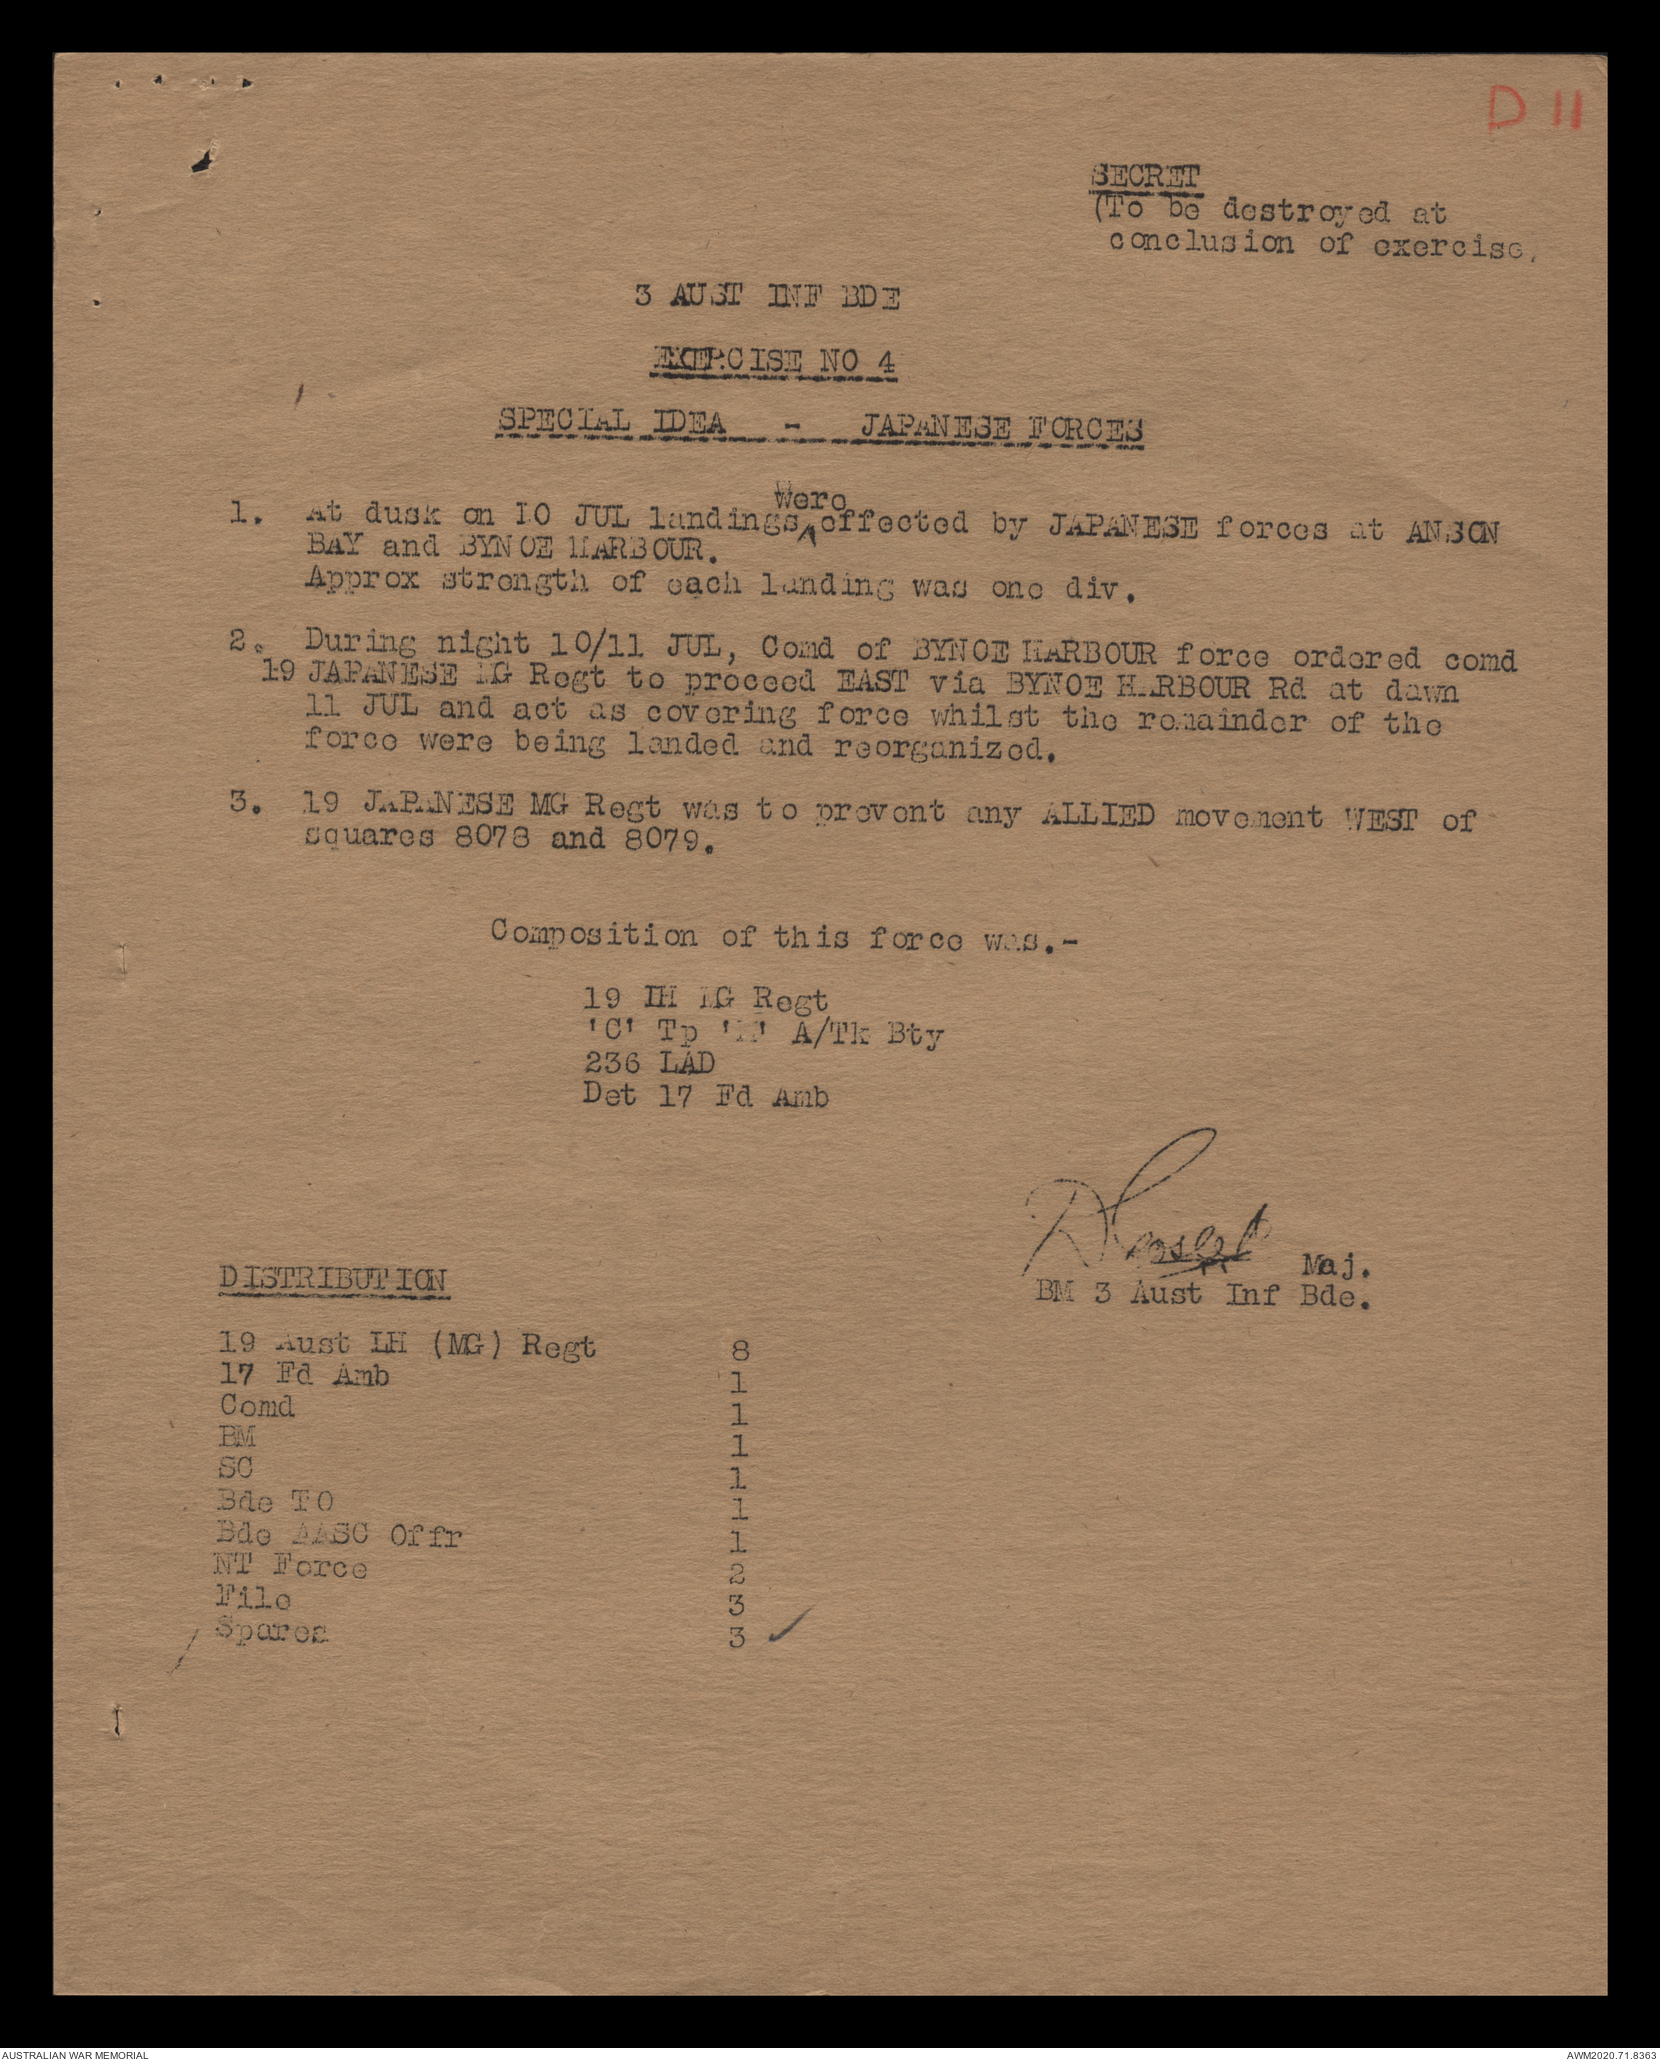 D 11
SECRET
(To be destroyed at
conclusion of exercise.
3 AUST INF BDE
EXERCISE NO 4
SPECIAL IDEA - JAPANESE FORCES
1. At dusk on 10 JUL landings were effected by JAPANESE forces at ANSON
BAY and BYNOE HARBOUR.
Approx strength of each landing was one div.
2. During night 10/11 JUL, Comd of BYNOE HARBOUR force ordered comd
19 JAPANESE MG Regt to proceed EAST via BYNOE HARBOUR Rd at dawn
11 JUL and act as covering force whilst the remainder of the
force were being landed and reorganized.
3. 19 JAPANESE MG Regt was to prevent any ALLIED movement WEST of
squares 8078 and 8079.
Composition of this force was.-
19 LH MG Regt
'C' Tp A/Tk Bty
236 LAD
Det 17 Fd Amb
Maj.
BM 3 Aust Inf Bde.
DISTRIBUTION
19 Aust LH (MG) Regt 8
17 Fd Amb 1
Comd 1
BM 1
SC 1
Bde TO 1
Bde AASC Offr 1
NT Force 2
File 3
Spares 3 ✓
AUSTRALIAN WAR MEMORIAL
AWM2020.71.8363